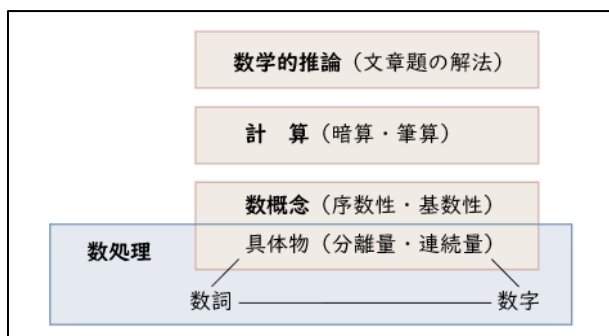 数学的推論（文章題の解法）
計　算（暗算・筆算）
数概念（序数性・基数性）
数処理
具体物（分離量・連続量）
数詞
数字